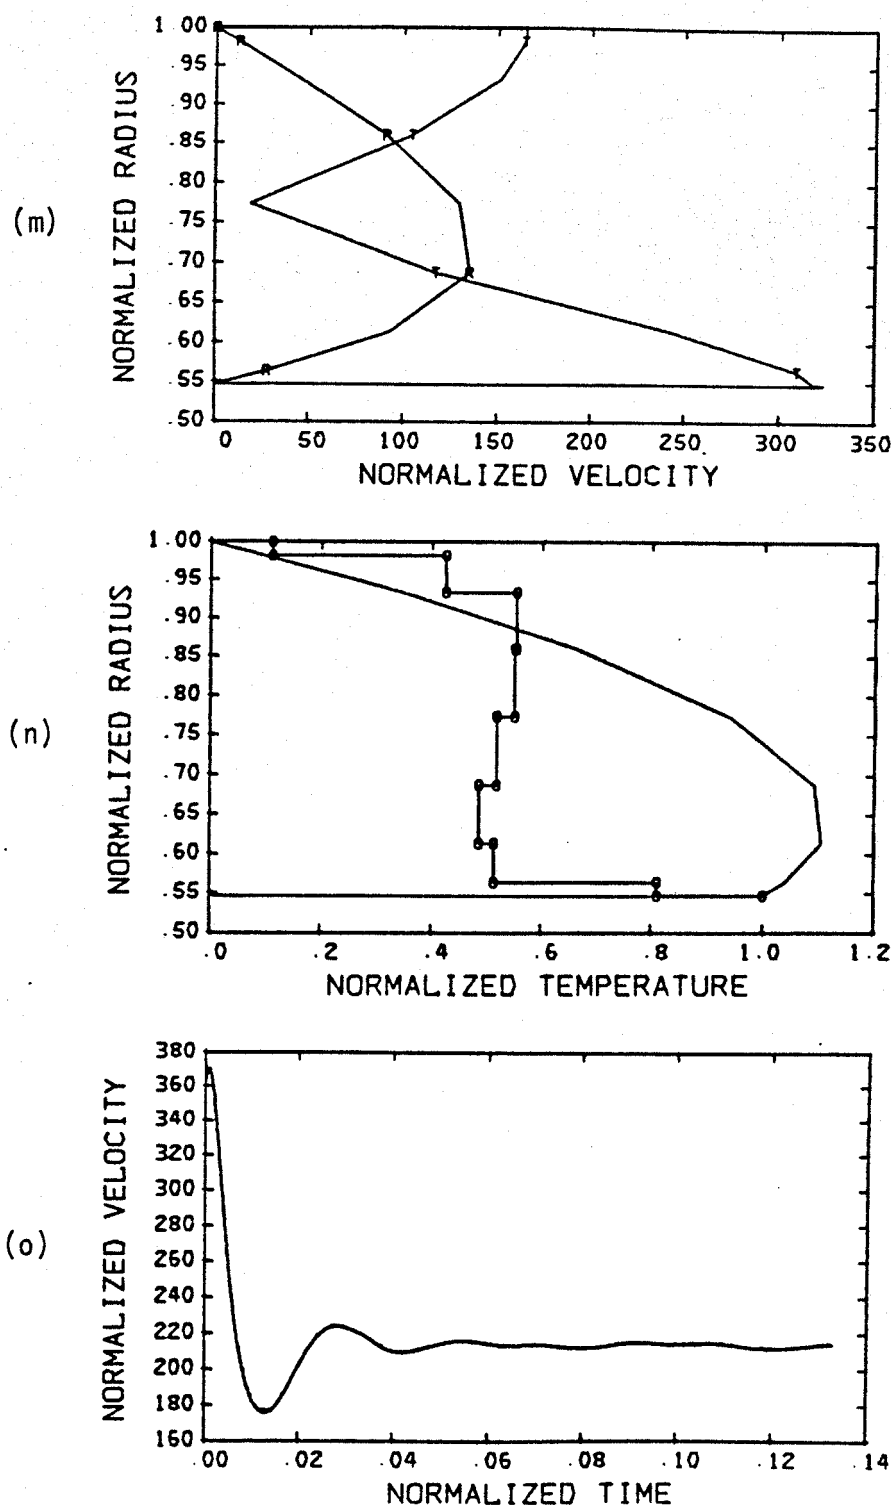 (m)
NORMALIZED RADIUS
1.00
.95
.90
.85
.80
.75
.70
.65
.60
.55
.50
R
T
R
T
T
R
R
T
0 50 100 150 200 250 300 350
NORMALIZED VELOCITY
(n)
NORMALIZED RADIUS
1.00
.95
.90
.85
.80
.75
.70
.65
.60
.55
.50
.0 .2 .4 .6 .8 1.0 1.2
NORMALIZED TEMPERATURE
(o)
NORMALIZED VELOCITY
380
360
340
320
300
280
260
240
220
200
180
160
.00 .02 .04 .06 .08 .10 .12 .14
NORMALIZED TIME